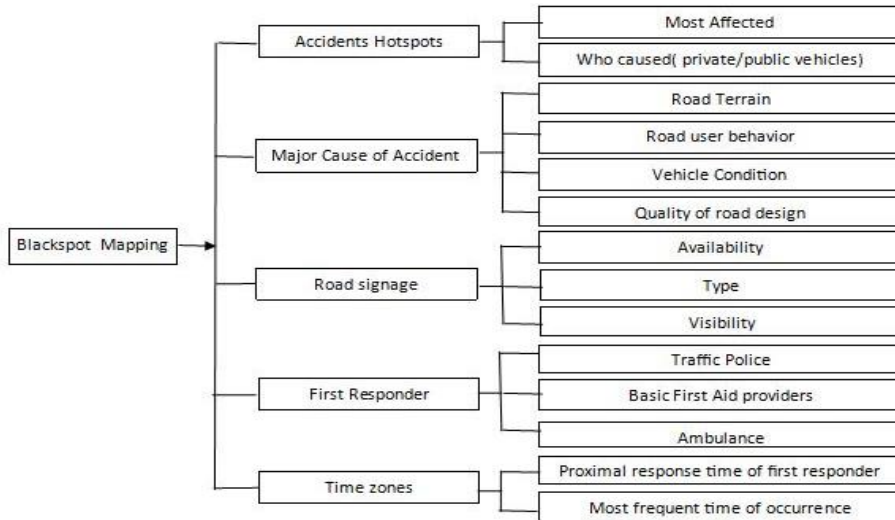 Blackspot Mapping
Accidents Hotspots
Most Affected
Who caused( private/public vehicles)
Major Cause of Accident
Road Terrain
Road user behavior
Vehicle Condition
Quality of road design
Road signage
Availability
Type
Visibility
First Responder
Traffic Police
Basic First Aid providers
Ambulance
Time zones
Proximal response time of first responder
Most frequent time of occurrence